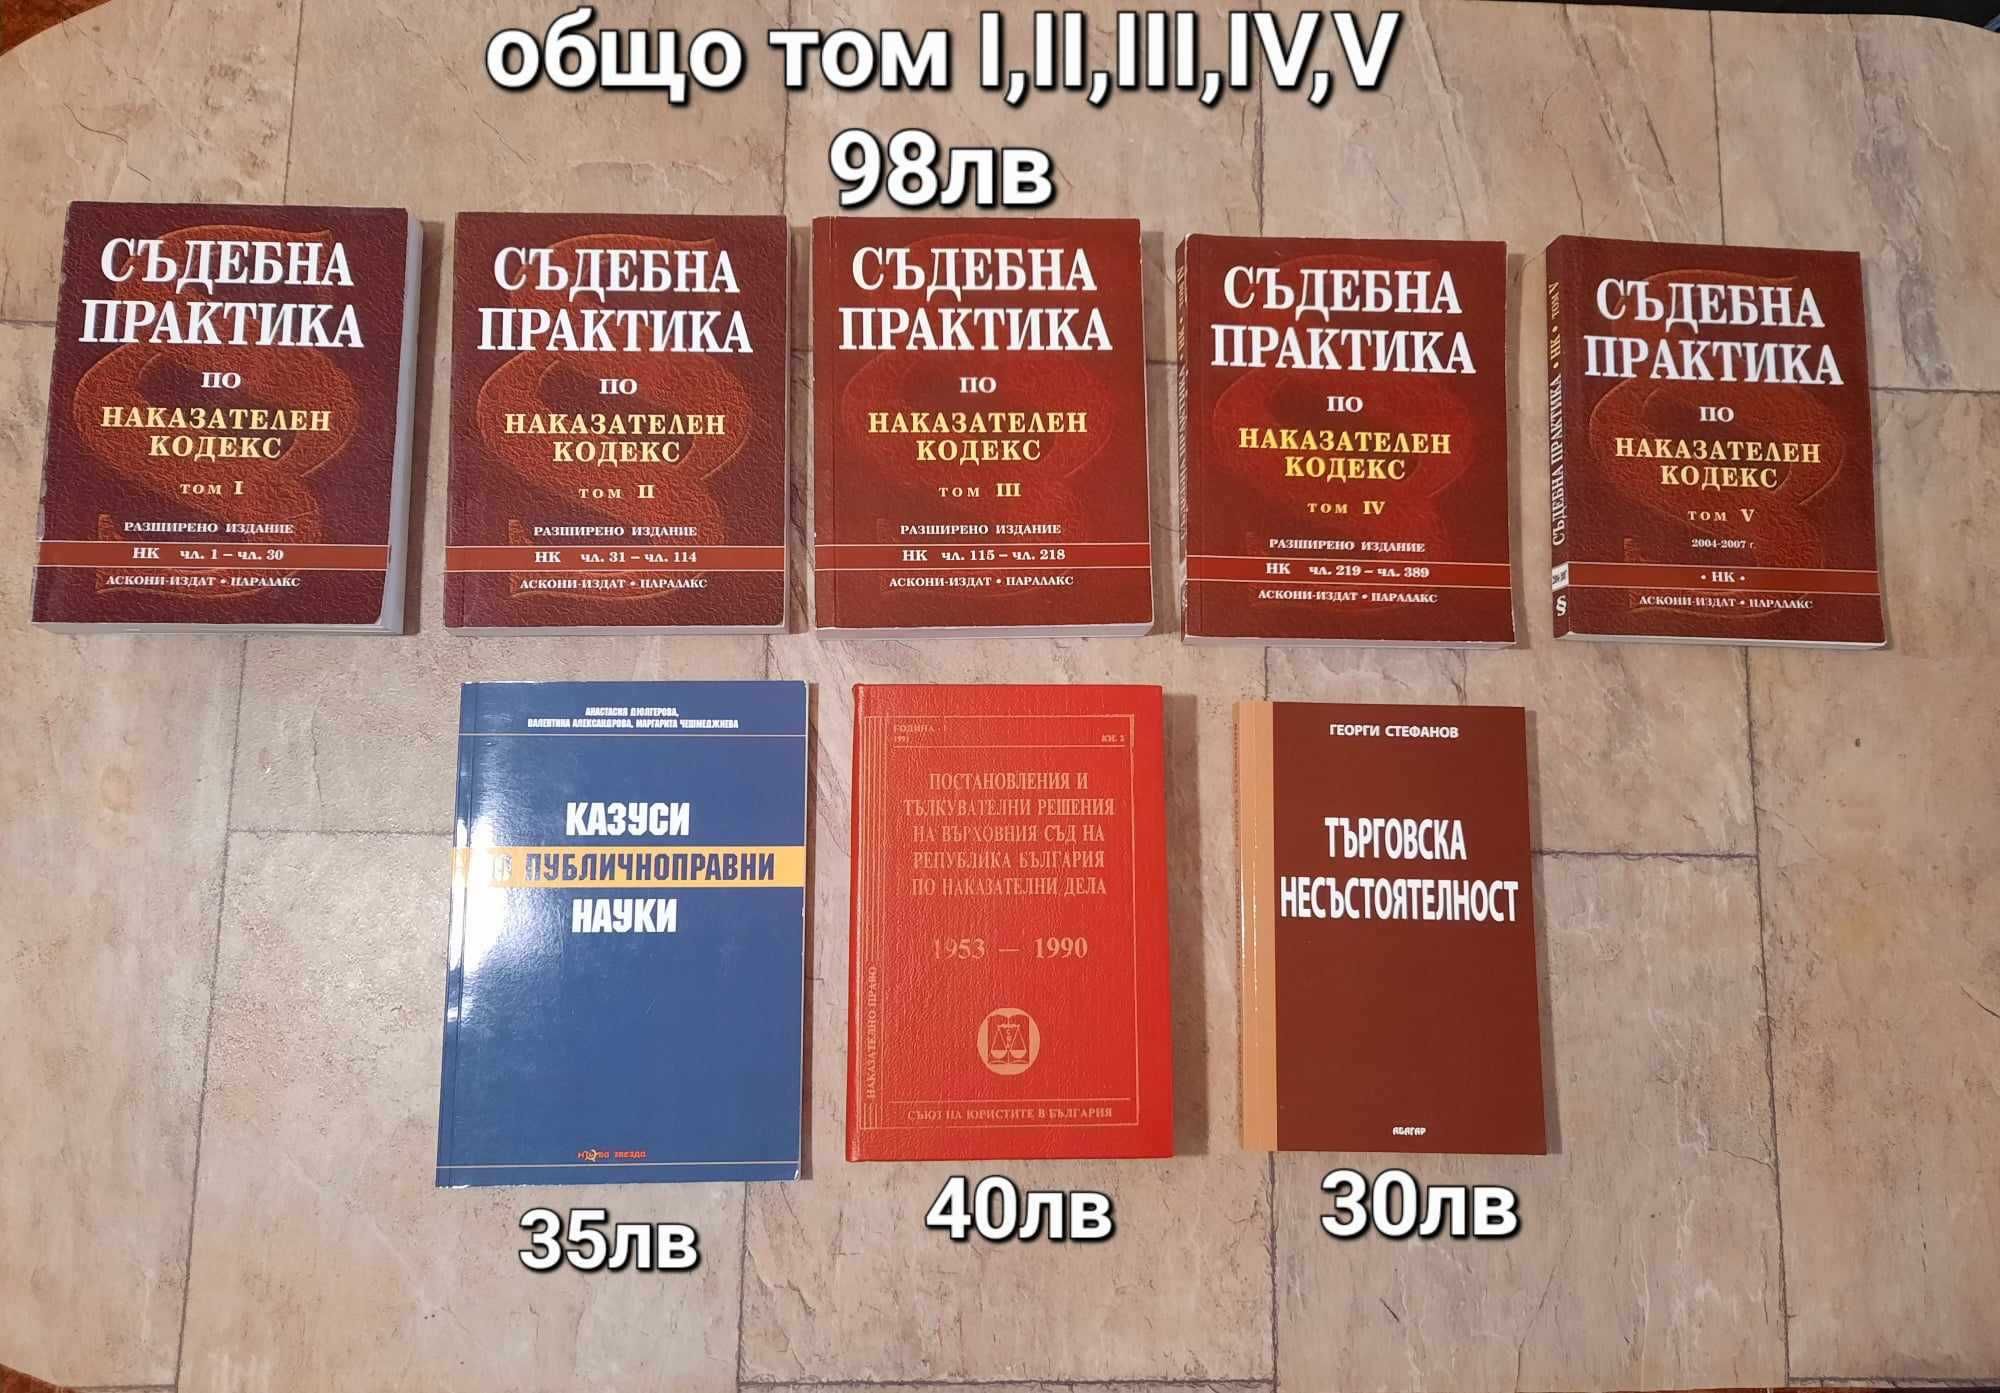 общо том I,II,III,IV,V
98лв
СЪДЕБНА
ПРАКТИКА
ПО
НАКАЗАТЕЛЕН
КОДЕКС
ТОМ I
РАЗШИРЕНО ИЗДАНИЕ
НК чл. 1 – чл. 30
АСКОНИ-ИЗДАТ • ПАРАЛАКС
СЪДЕБНА
ПРАКТИКА
ПО
НАКАЗАТЕЛЕН
КОДЕКС
ТОМ II
РАЗШИРЕНО ИЗДАНИЕ
НК чл. 31 – чл. 114
АСКОНИ-ИЗДАТ • ПАРАЛАКС
СЪДЕБНА
ПРАКТИКА
ПО
НАКАЗАТЕЛЕН
КОДЕКС
ТОМ III
РАЗШИРЕНО ИЗДАНИЕ
НК чл. 115 – чл. 218
АСКОНИ-ИЗДАТ • ПАРАЛАКС
СЪДЕБНА
ПРАКТИКА
ПО
НАКАЗАТЕЛЕН
КОДЕКС
ТОМ IV
РАЗШИРЕНО ИЗДАНИЕ
НК чл. 219 – чл. 389
АСКОНИ-ИЗДАТ • ПАРАЛАКС
СЪДЕБНА ПРАКТИКА • НК • ТОМ V
§
СЪДЕБНА
ПРАКТИКА
ПО
НАКАЗАТЕЛЕН
КОДЕКС
ТОМ V
2004-2007 г.
• НК •
АСКОНИ-ИЗДАТ • ПАРАЛАКС
АНАСТАСИЯ ДЮЛГЕРОВА,
ВАЛЕНТИНА АЛЕКСАНДРОВА, МАРГАРИТА ЧЕШМЕДЖИЕВА
КАЗУСИ
ПО ПУБЛИЧНОПРАВНИ
НАУКИ
звезда
35лв
ГОДИНА - I
1991
КН. 2
ПОСТАНОВЛЕНИЯ И
ТЪЛКУВАТЕЛНИ РЕШЕНИЯ
НА ВЪРХОВНИЯ СЪД НА
РЕПУБЛИКА БЪЛГАРИЯ
ПО НАКАЗАТЕЛНИ ДЕЛА
1953 – 1990
НАКАЗАТЕЛНО ПРАВО
СЪЮЗ НА ЮРИСТИТЕ В БЪЛГАРИЯ
40лв
ГЕОРГИ СТЕФАНОВ
ТЪРГОВСКА
НЕСЪСТОЯТЕЛНОСТ
АБАГАР
30лв